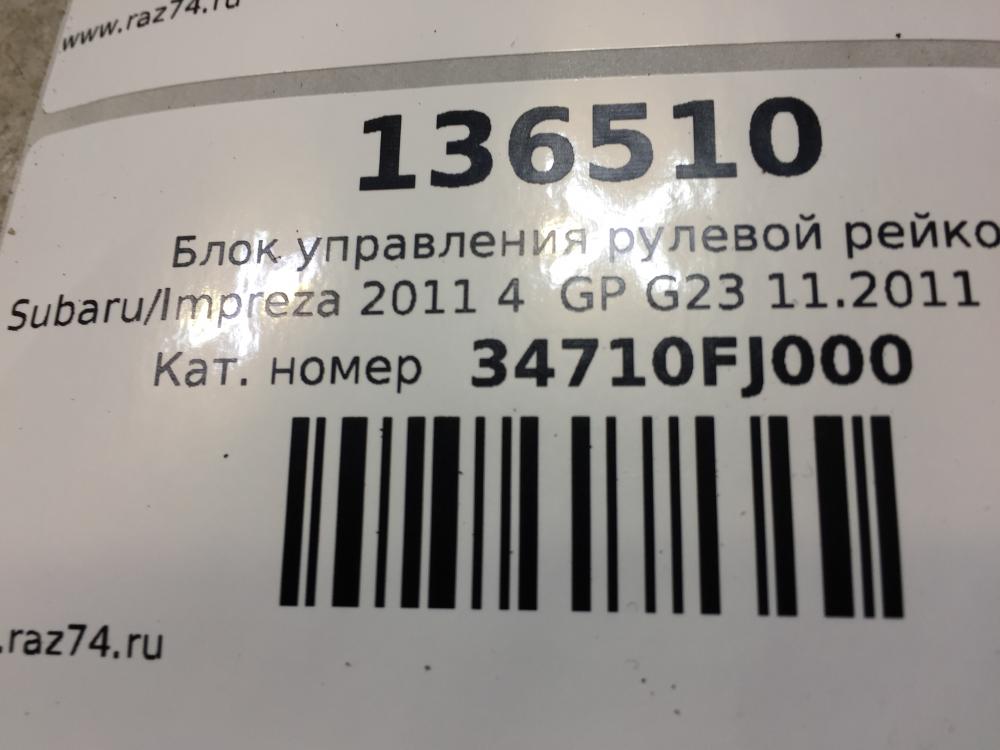 www.raz74.ru
136510
Блок управления рулевой рейко
Subaru/Impreza 2011 4 GP G23 11.2011
Кат. номер 34710FJ000
.raz74.ru